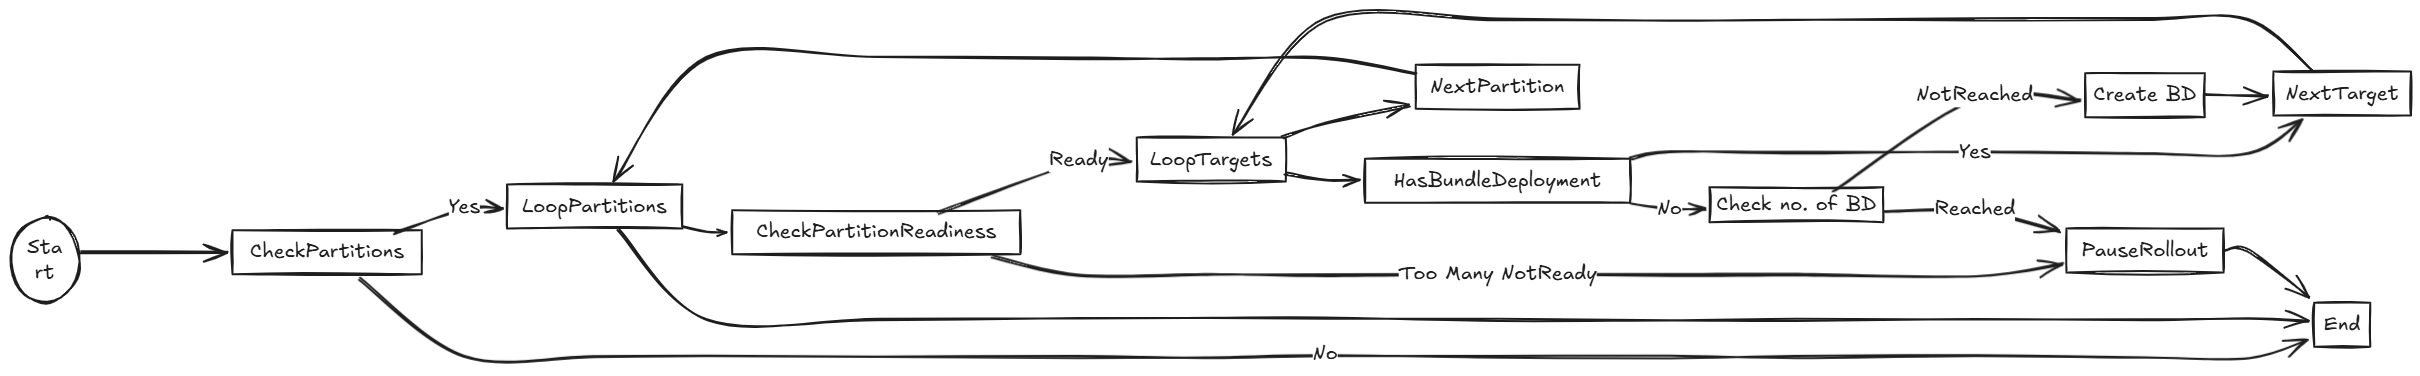 Sta
rt
CheckPartitions
Yes
No
LoopPartitions
CheckPartitionReadiness
Ready
Too Many NotReady
LoopTargets
NextPartition
HasBundleDeployment
Yes
No
Check no. of BD
NotReached
Reached
Create BD
NextTarget
PauseRollout
End